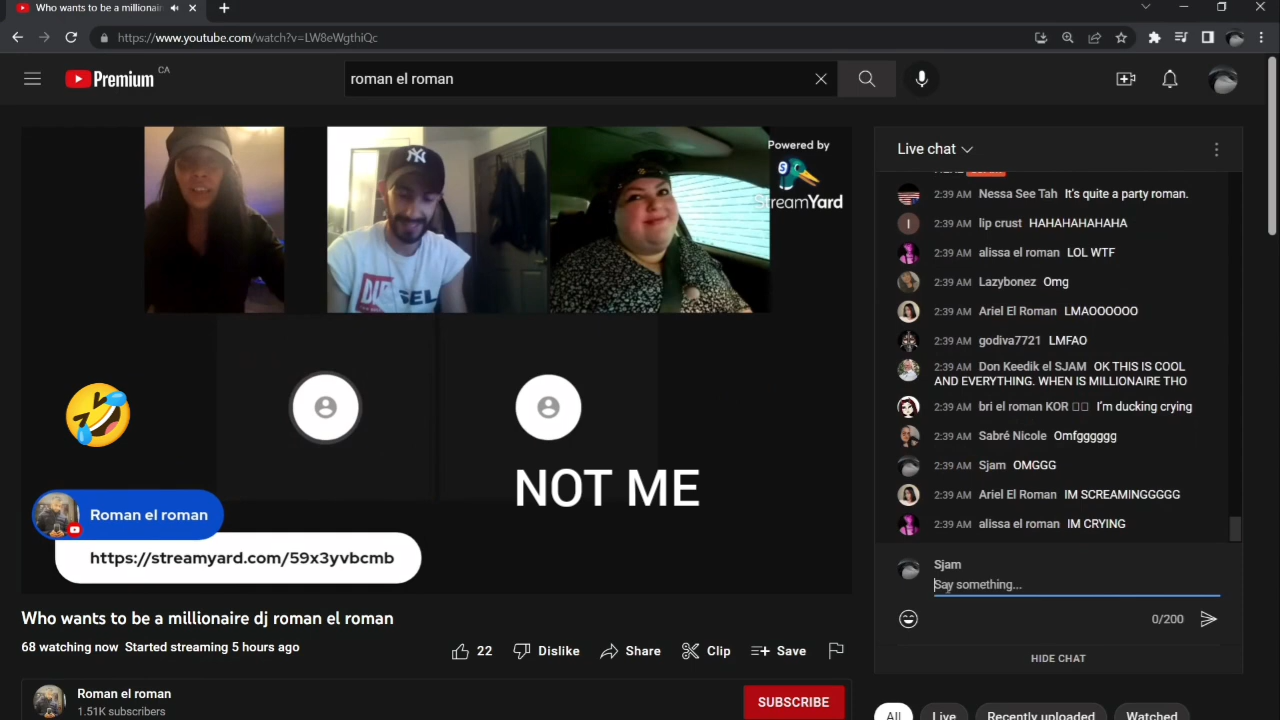 Who wants to be a millionai
https://www.youtube.com/watch?v=LW8eWgthiQc
Premium CA
roman el roman
Powered by
StreamYard
NOT ME
Roman el roman
https://streamyard.com/59x3yvbcmb
Who wants to be a millionaire dj roman el roman
68 watching now Started streaming 5 hours ago
22
Dislike
Share
Clip
Save
Roman el roman
1.51K subscribers
SUBSCRIBE
Live chat
2:39 AM Nessa See Tah It's quite a party roman.
2:39 AM lip crust HAHAHAHAHAHA
2:39 AM alissa el roman LOL WTF
2:39 AM Lazybonez Omg
2:39 AM Ariel El Roman LMAOOOOOO
2:39 AM godiva7721 LMFAO
2:39 AM Don Keedik el SJAM OK THIS IS COOL
AND EVERYTHING. WHEN IS MILLIONAIRE THO
2:39 AM bri el roman KOR I'm ducking crying
2:39 AM Sabré Nicole Omfgggggg
2:39 AM Sjam OMGGG
2:39 AM Ariel El Roman IM SCREAMINGGGG
2:39 AM alissa el roman IM CRYING
Sjam
Say something...
0/200
HIDE CHAT
All
Live
Recently uploaded
Watched